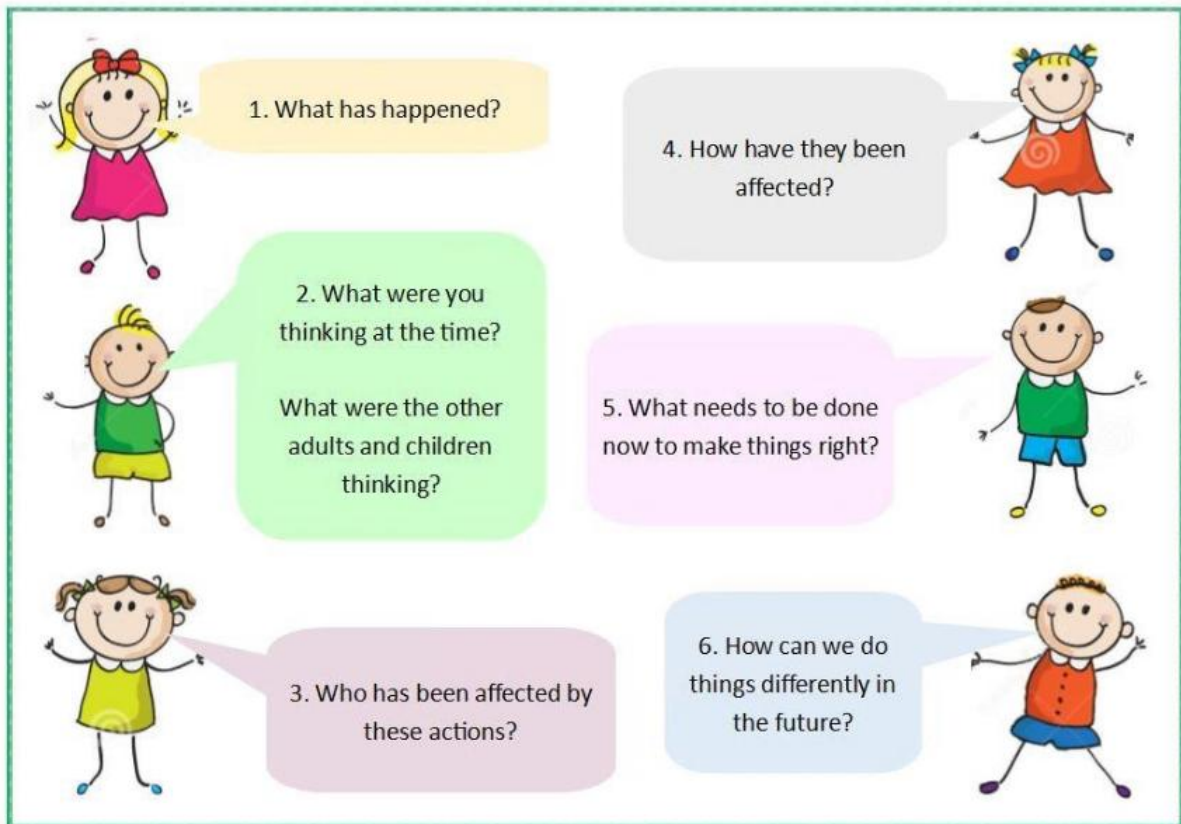 1. What has happened?
2. What were you
thinking at the time?
What were the other
adults and children
thinking?
3. Who has been affected by
these actions?
4. How have they been
affected?
5. What needs to be done
now to make things right?
6. How can we do
things differently in
the future?